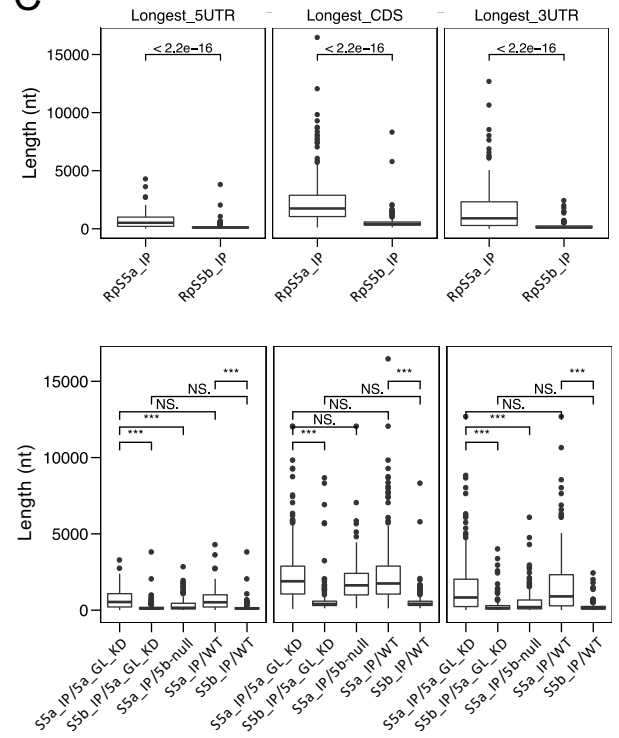 C
Longest_5UTR Longest_CDS Longest_3UTR
< 2.2e−16 < 2.2e−16 < 2.2e−16
15000
10000
5000
0
Length (nt)
RpS5a_IP RpS5b_IP RpS5a_IP RpS5b_IP RpS5a_IP RpS5b_IP
*** *** ***
NS. NS. NS.
NS. NS. NS.
*** NS. ***
*** *** ***
15000
10000
5000
0
Length (nt)
S5a_IP/5a_GL_KD S5b_IP/5a_GL_KD S5a_IP/5b-null S5a_IP/WT S5b_IP/WT S5a_IP/5a_GL_KD S5b_IP/5a_GL_KD S5a_IP/5b-null S5a_IP/WT S5b_IP/WT S5a_IP/5a_GL_KD S5b_IP/5a_GL_KD S5a_IP/5b-null S5a_IP/WT S5b_IP/WT